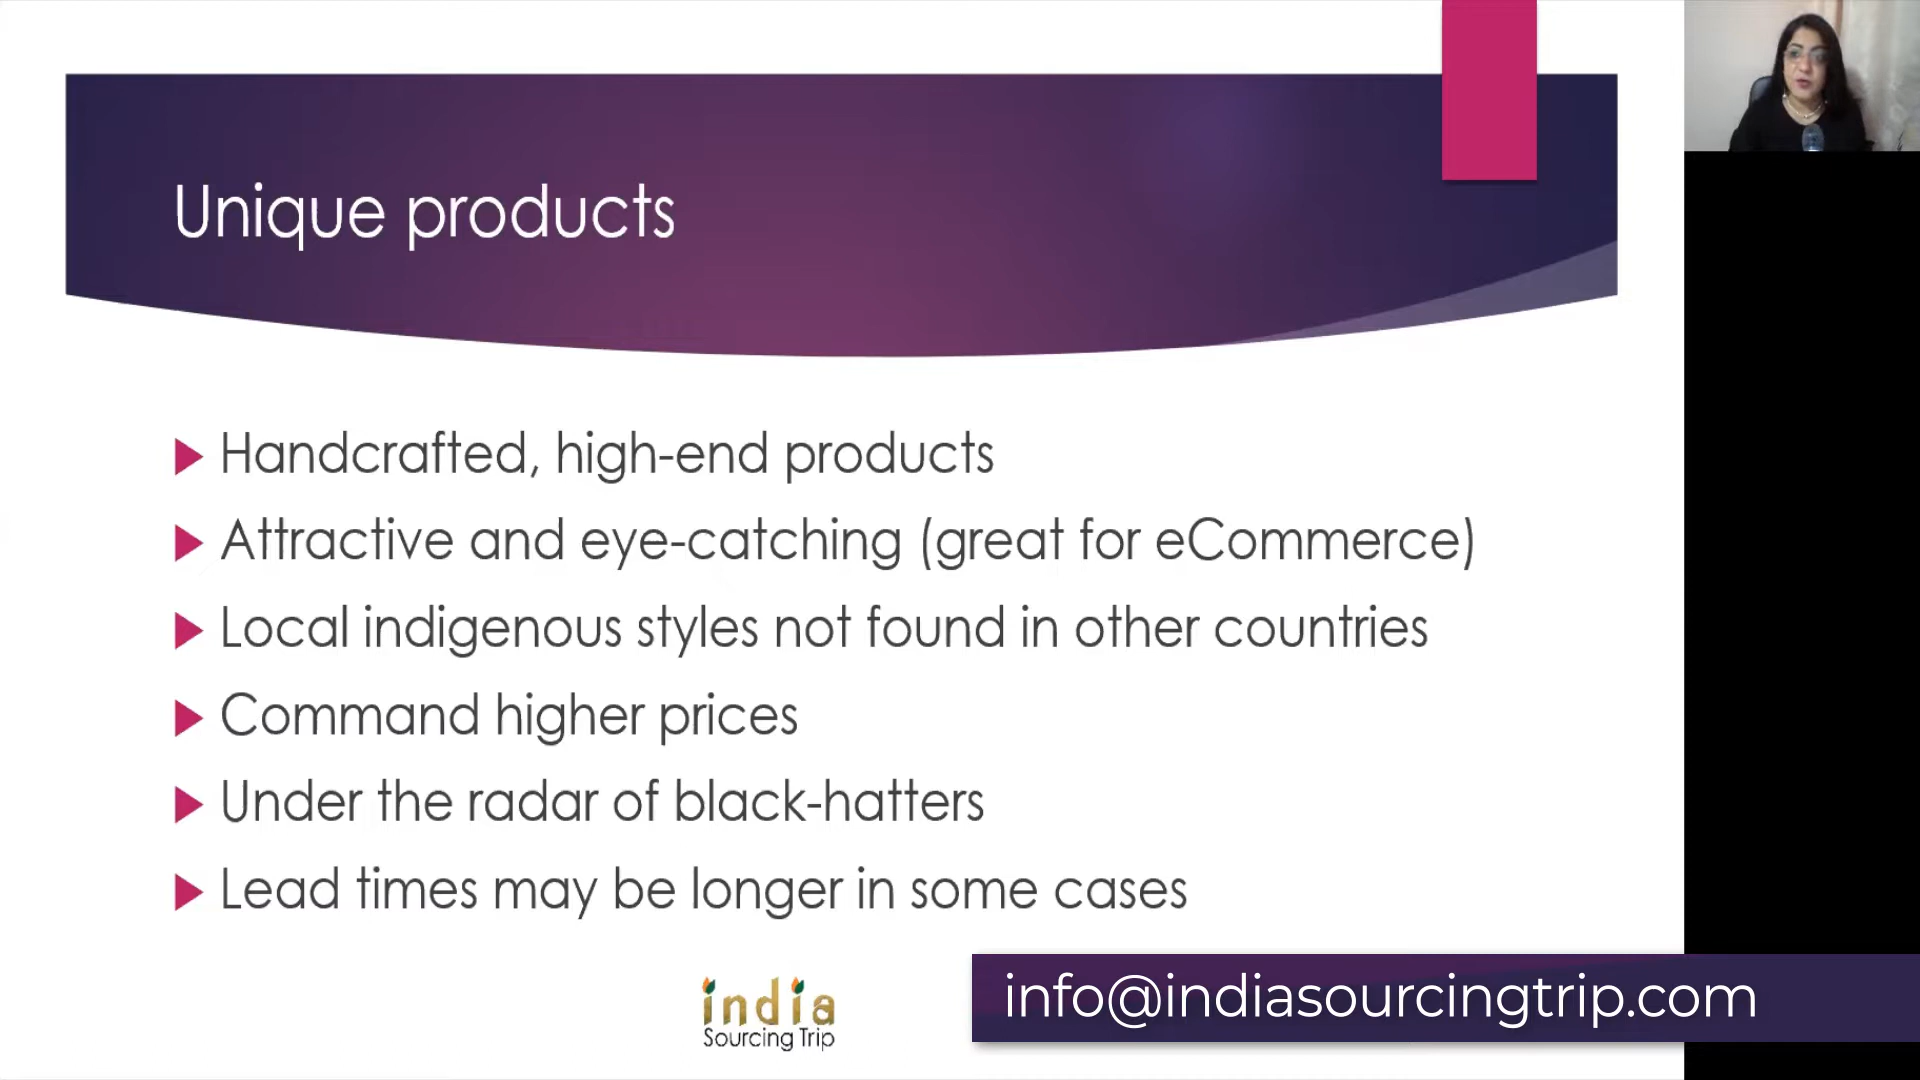 Unique products
Handcrafted, high-end products
Attractive and eye-catching (great for eCommerce)
Local indigenous styles not found in other countries
Command higher prices
Under the radar of black-hatters
Lead times may be longer in some cases
india
Sourcing Trip
info@indiasourcingtrip.com